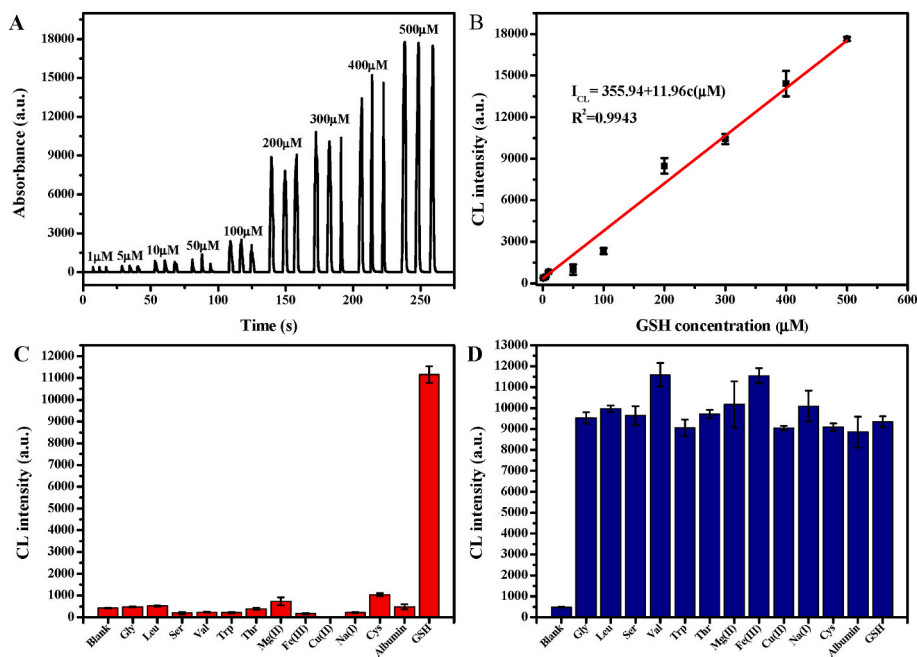 A
Absorbance (a.u.)
18000
15000
12000
9000
6000
3000
0
1μM
5μM
10μM
50μM
100μM
200μM
300μM
400μM
500μM
0
50
100
150
200
250
Time (s)
B
CL intensity (a.u.)
18000
15000
12000
9000
6000
3000
0
I_CL = 355.94+11.96c(μM)
R²=0.9943
0
100
200
300
400
500
600
GSH concentration (μM)
C
CL intensity (a.u.)
12000
11000
10000
9000
8000
7000
6000
5000
4000
3000
2000
1000
0
Blank
Gly
Leu
Ser
Val
Trp
Thr
Mg(II)
Fe(III)
Cu(II)
Na(I)
Cys
Albumin
GSH
D
CL intensity (a.u.)
13000
12000
11000
10000
9000
8000
7000
6000
5000
4000
3000
2000
1000
0
Blank
Gly
Leu
Ser
Val
Trp
Thr
Mg(II)
Fe(III)
Cu(II)
Na(I)
Cys
Albumin
GSH